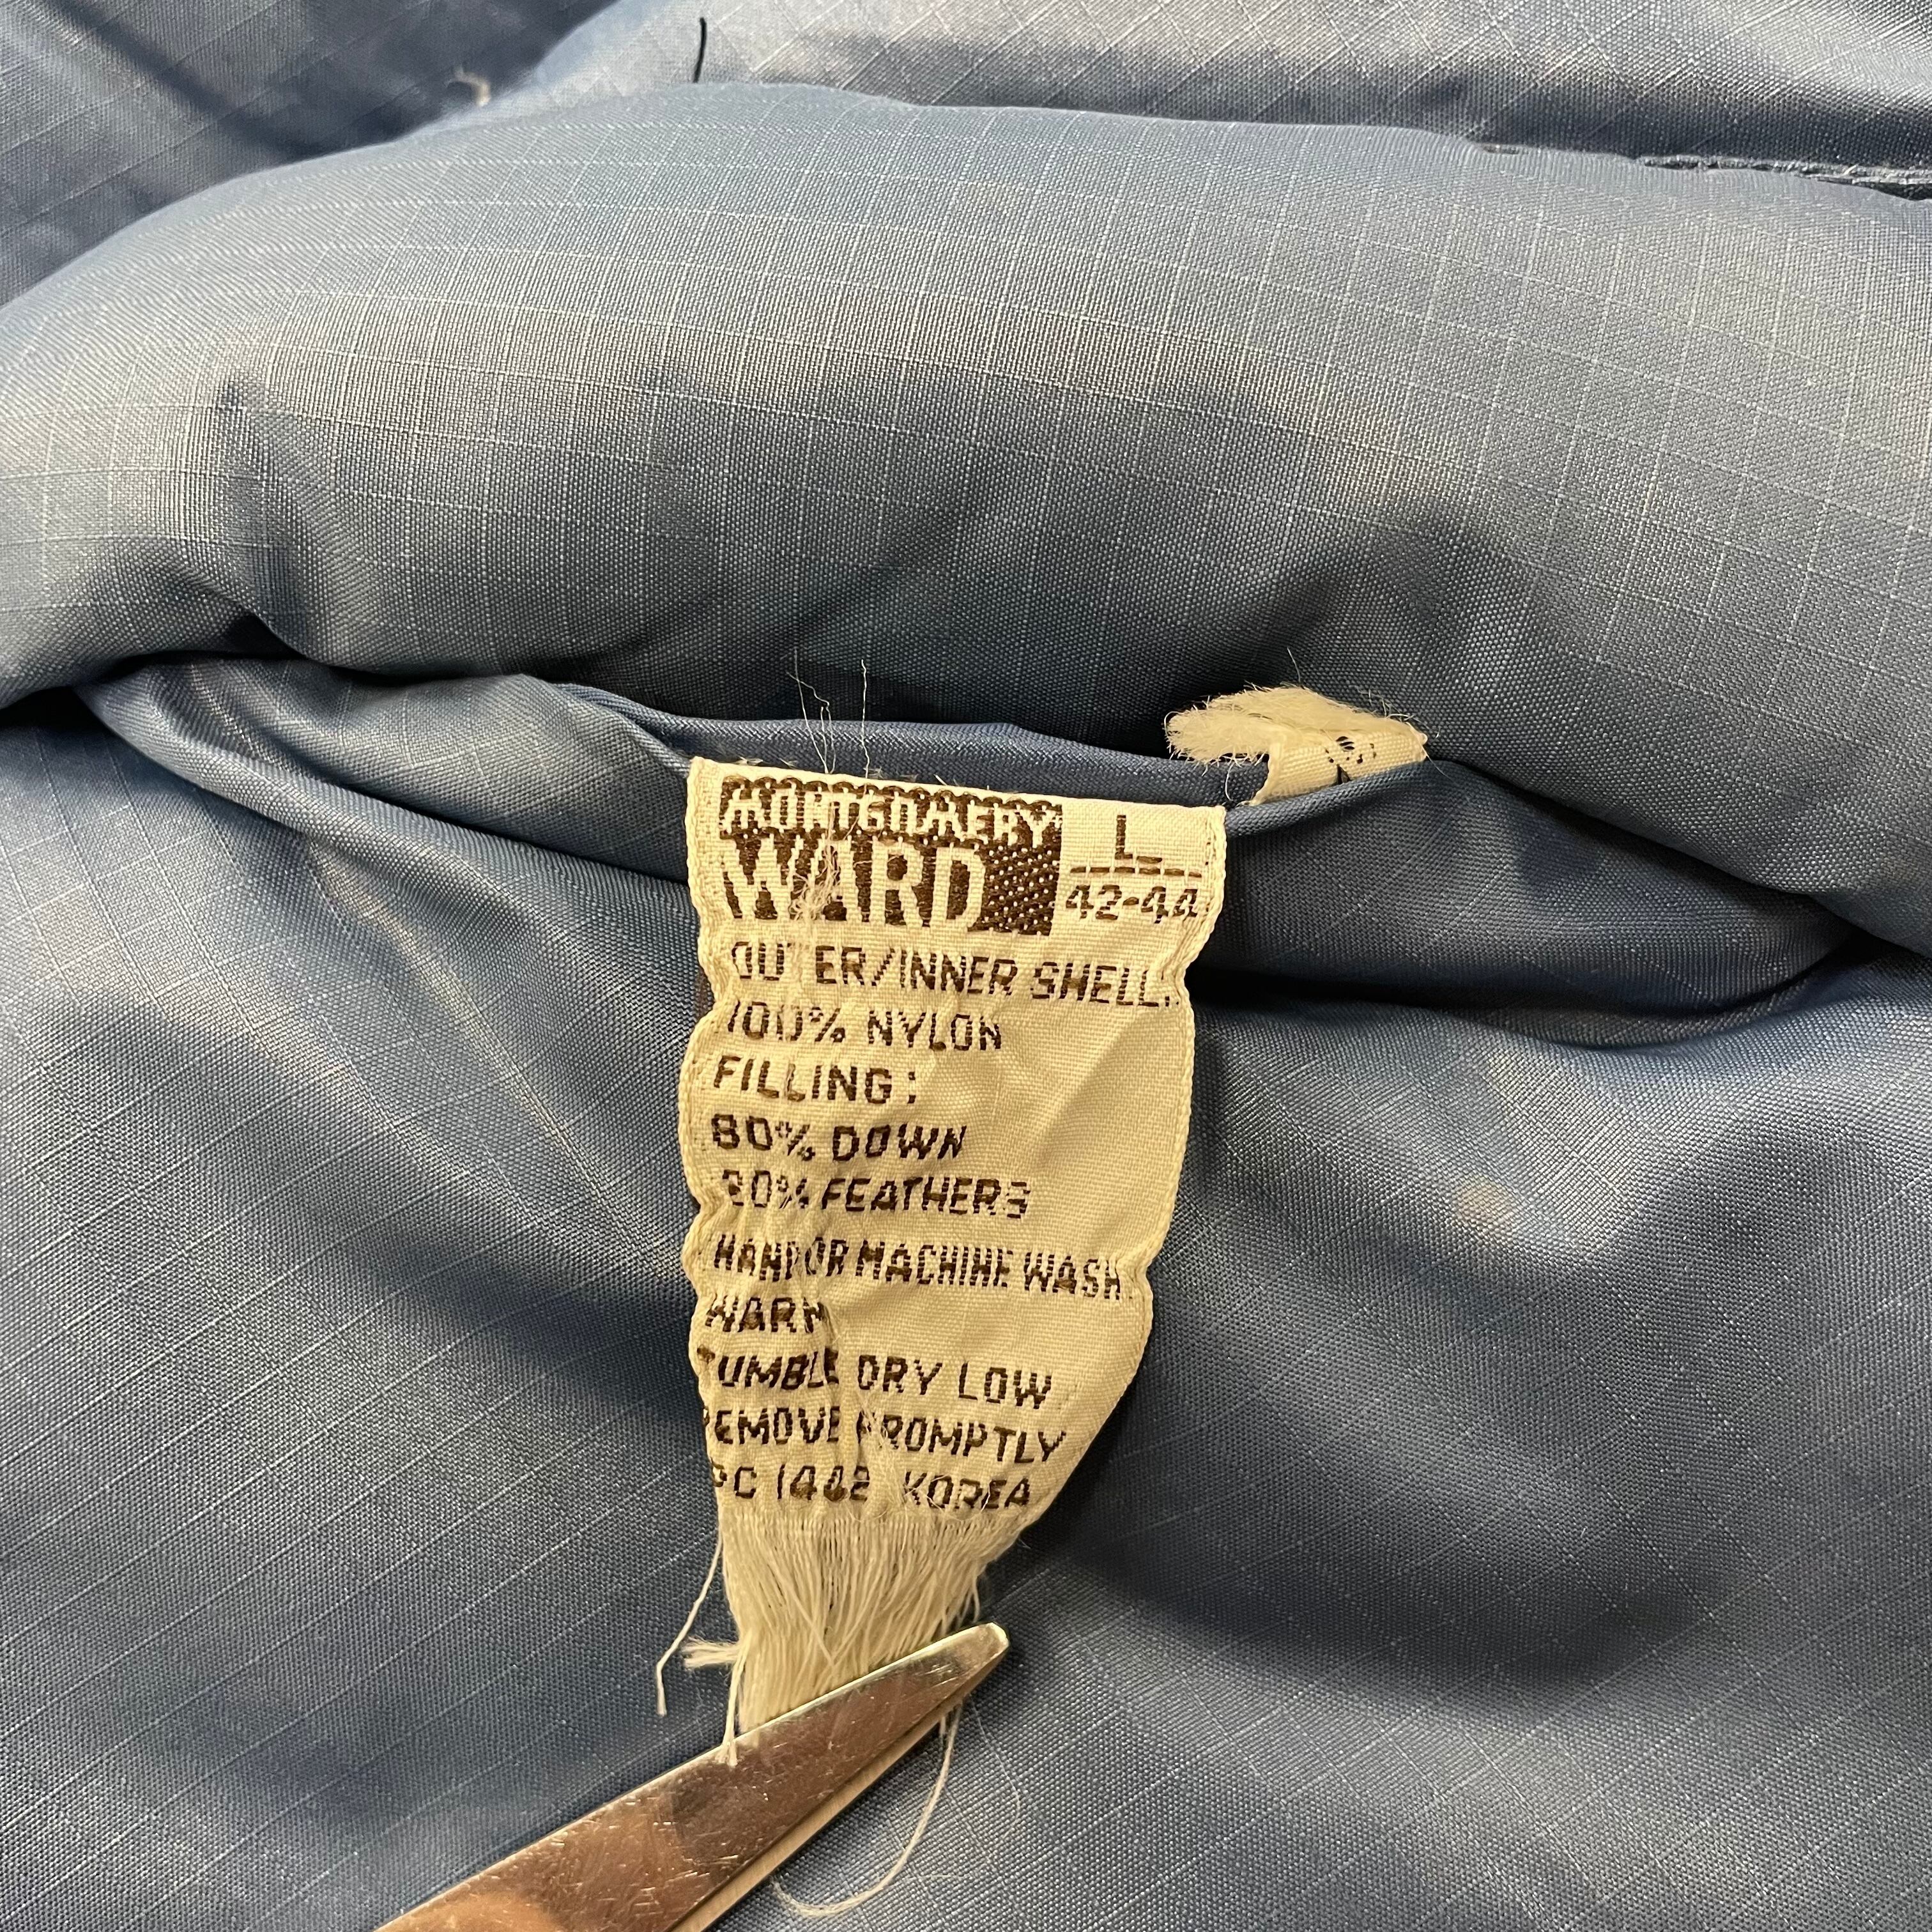 MONTGOMERY
WARD
L
42-44
OUTER/INNER SHELL:
100% NYLON
FILLING:
80% DOWN
20% FEATHERS
HAND OR MACHINE WASH
WARM
TUMBLE DRY LOW
REMOVE PROMPTLY
KOREA